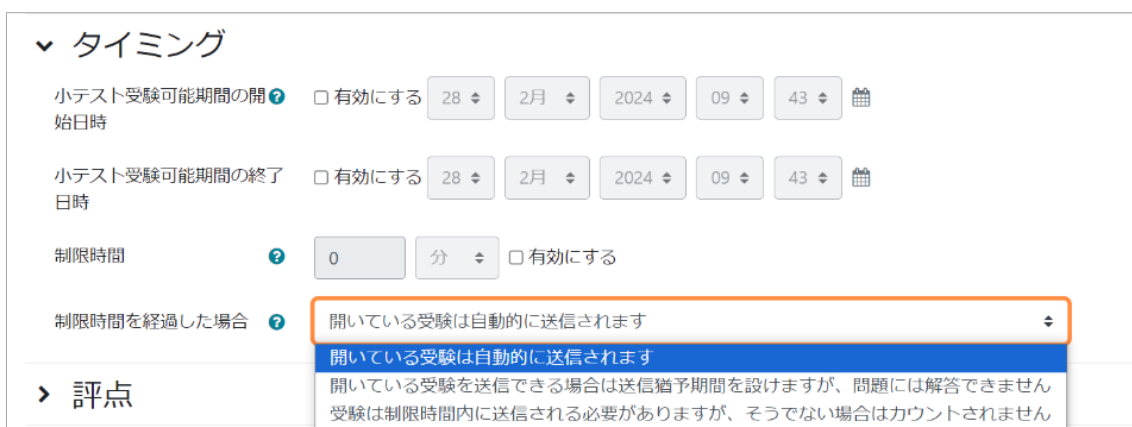 タイミング
小テスト受験可能期間の開始日時 ? 有効にする 28 2月 2024 09 43
小テスト受験可能期間の終了日時 有効にする 28 2月 2024 09 43
制限時間 ? 0 分 有効にする
制限時間を経過した場合 ? 開いている受験は自動的に送信されます
開いている受験は自動的に送信されます
開いている受験を送信できる場合は送信猶予期間を設けますが、問題には解答できません
受験は制限時間内に送信される必要がありますが、そうでない場合はカウントされません
評点